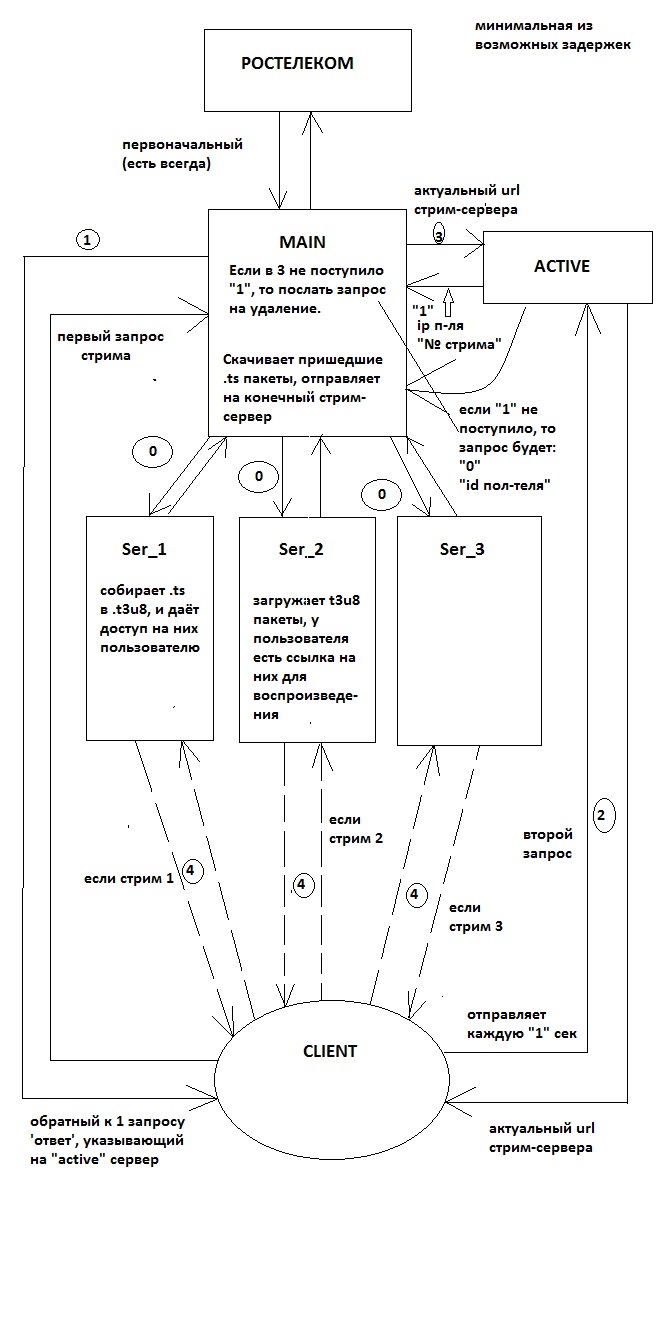 минимальная из
возможных задержек
РОСТЕЛЕКОМ
первоначальный
(есть всегда)
актуальный url
стрим-сервера
1
3
MAIN
Если в 3 не поступило
"1", то послать запрос
на удаление.
ACTIVE
"1"
ip п-ля
"№ стрима"
первый запрос
стрима
Скачивает пришедшие
.ts пакеты, отправляет
на конечный стрим-
сервер
если "1" не
поступило, то
запрос будет:
"0"
"id пол-теля"
0
0
0
Ser_1
собирает .ts
в .t3u8, и даёт
доступ на них
пользователю
Ser_2
загружает t3u8
пакеты, у
пользователя
есть ссылка на
них для
воспроизведе-
ния
Ser_3
2
второй
запрос
если
стрим 2
если стрим 1
4
4
4
если
стрим 3
отправляет
каждую "1" сек
CLIENT
обратный к 1 запросу
'ответ', указывающий
на "active" сервер
актуальный url
стрим-сервера